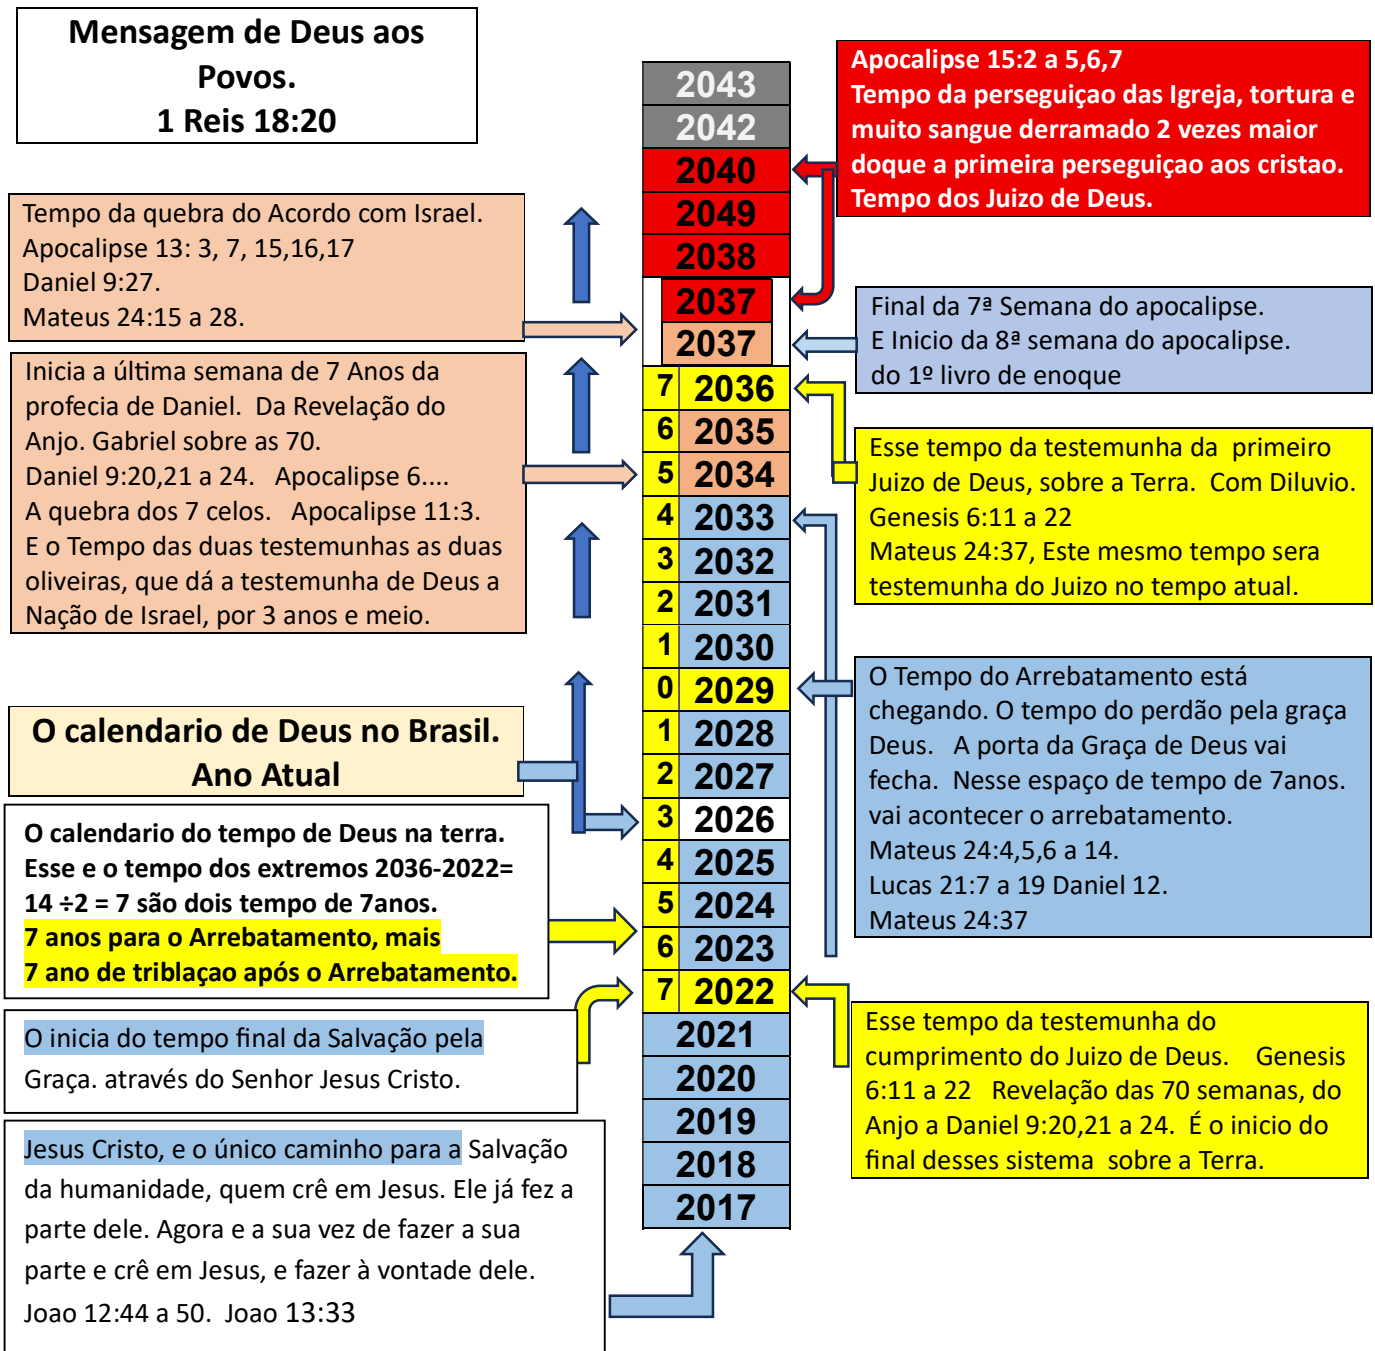 Mensagem de Deus aos
Povos.
1 Reis 18:20
Tempo da quebra do Acordo com Israel.
Apocalipse 13: 3, 7, 15,16,17
Daniel 9:27.
Mateus 24:15 a 28.
Inicia a última semana de 7 Anos da
profecia de Daniel.  Da Revelação do
Anjo. Gabriel sobre as 70.
Daniel 9:20,21 a 24.   Apocalipse 6....
A quebra dos 7 celos.   Apocalipse 11:3.
E o Tempo das duas testemunhas as duas
oliveiras, que dá a testemunha de Deus a
Nação de Israel, por 3 anos e meio.
O calendario de Deus no Brasil.
Ano Atual
O calendario do tempo de Deus na terra.
Esse e o tempo dos extremos 2036-2022=
14 ÷2 = 7 são dois tempo de 7anos.
7 anos para o Arrebatamento, mais
7 ano de triblaçao após o Arrebatamento.
O inicia do tempo final da Salvação pela
Graça. através do Senhor Jesus Cristo.
Jesus Cristo, e o único caminho para a Salvação
da humanidade, quem crê em Jesus. Ele já fez a
parte dele. Agora e a sua vez de fazer a sua
parte e crê em Jesus, e fazer à vontade dele.
Joao 12:44 a 50.  Joao 13:33
2043
2042
2040
2049
2038
2037
2037
7 2036
6 2035
5 2034
4 2033
3 2032
2 2031
1 2030
0 2029
1 2028
2 2027
3 2026
4 2025
5 2024
6 2023
7 2022
2021
2020
2019
2018
2017
Apocalipse 15:2 a 5,6,7
Tempo da perseguiçao das Igreja, tortura e
muito sangue derramado 2 vezes maior
doque a primeira perseguiçao aos cristao.
Tempo dos Juizo de Deus.
Final da 7ª Semana do apocalipse.
E Inicio da 8ª semana do apocalipse.
do 1º livro de enoque
Esse tempo da testemunha da  primeiro
Juizo de Deus, sobre a Terra.  Com Diluvio.
Genesis 6:11 a 22
Mateus 24:37, Este mesmo tempo sera
testemunha do Juizo no tempo atual.
O Tempo do Arrebatamento está
chegando. O tempo do perdão pela graça
Deus.   A porta da Graça de Deus vai
fecha.  Nesse espaço de tempo de 7anos.
vai acontecer o arrebatamento.
Mateus 24:4,5,6 a 14.
Lucas 21:7 a 19 Daniel 12.
Mateus 24:37
Esse tempo da testemunha do
cumprimento do Juizo de Deus.    Genesis
6:11 a 22   Revelação das 70 semanas, do
Anjo a Daniel 9:20,21 a 24.  É o inicio do
final desses sistema  sobre a Terra.